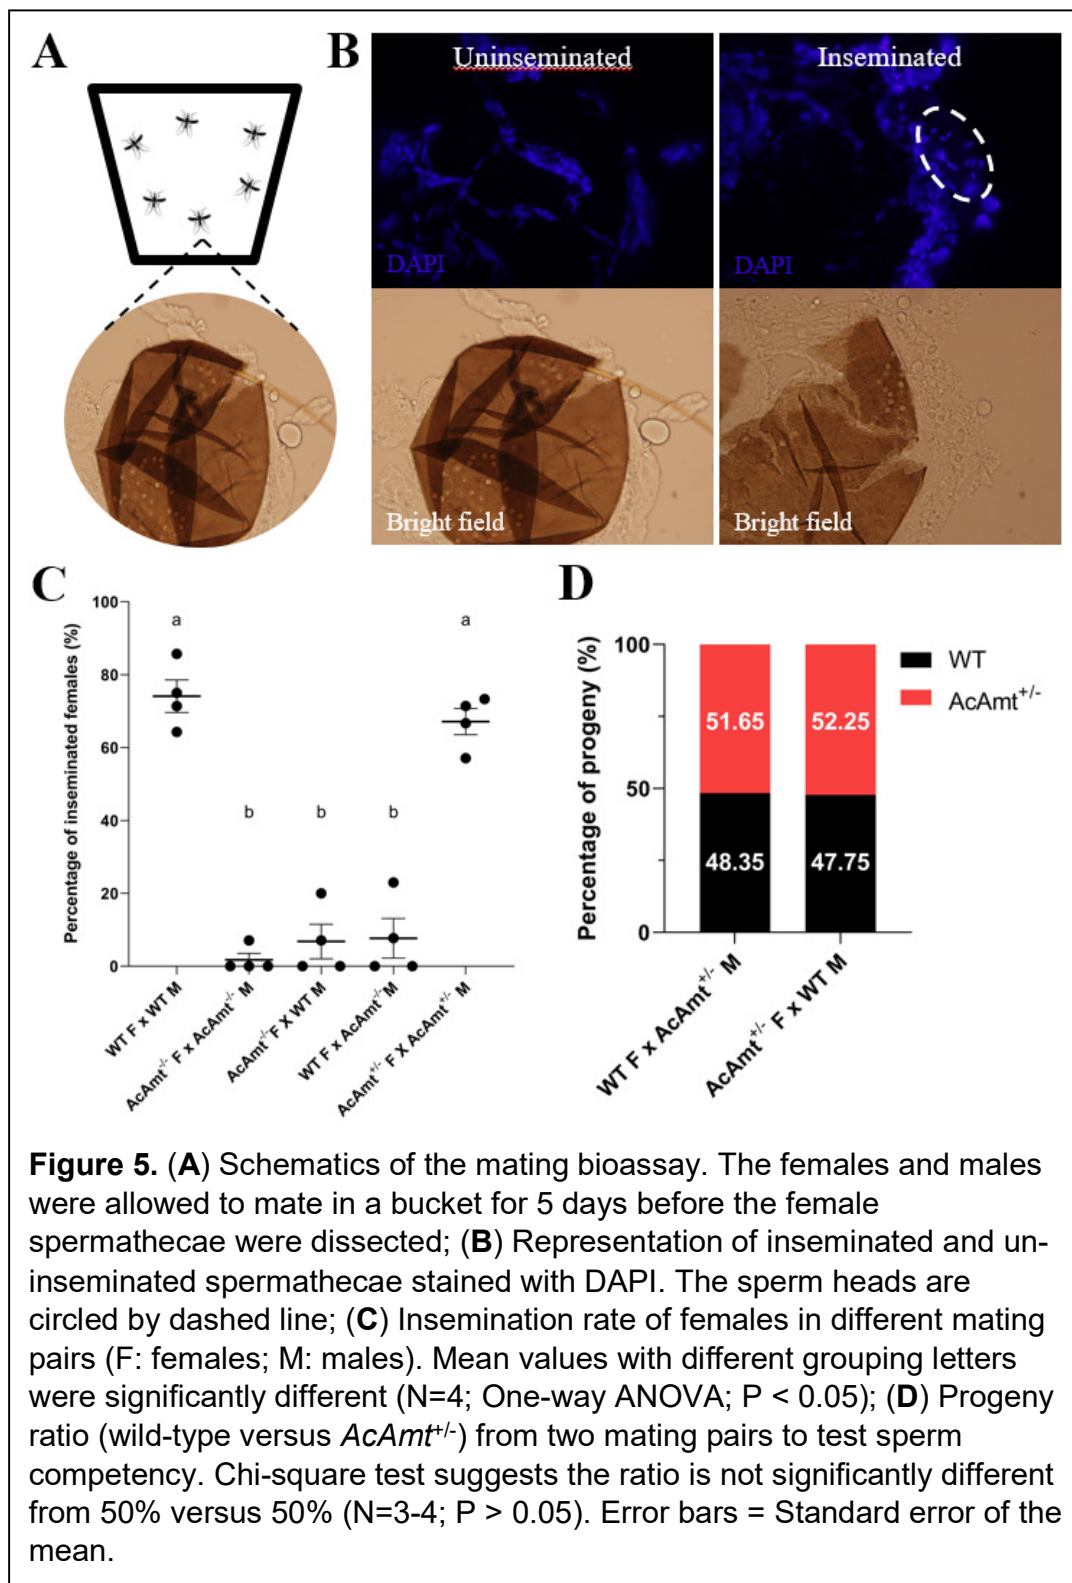 A
B
Uninseminated
Inseminated
DAPI
DAPI
Bright field
Bright field
C
Percentage of inseminated females (%)
100
80
60
40
20
0
a
b
b
b
a
WT F x WT M
AcAmt-/- F x AcAmt-/- M
AcAmt-/-F X WT M
WT F x AcAmt-/-M
AcAmt+/- F X AcAmt+/- M
D
Percentage of progeny (%)
100
50
0
51.65
52.25
48.35
47.75
WT
AcAmt+/-
WT F x AcAmt+/- M
AcAmt+/- F x WT M
Figure 5. (A) Schematics of the mating bioassay. The females and males
were allowed to mate in a bucket for 5 days before the female
spermathecae were dissected; (B) Representation of inseminated and un-
inseminated spermathecae stained with DAPI. The sperm heads are
circled by dashed line; (C) Insemination rate of females in different mating
pairs (F: females; M: males). Mean values with different grouping letters
were significantly different (N=4; One-way ANOVA; P < 0.05); (D) Progeny
ratio (wild-type versus AcAmt+/-) from two mating pairs to test sperm
competency. Chi-square test suggests the ratio is not significantly different
from 50% versus 50% (N=3-4; P > 0.05). Error bars = Standard error of the
mean.